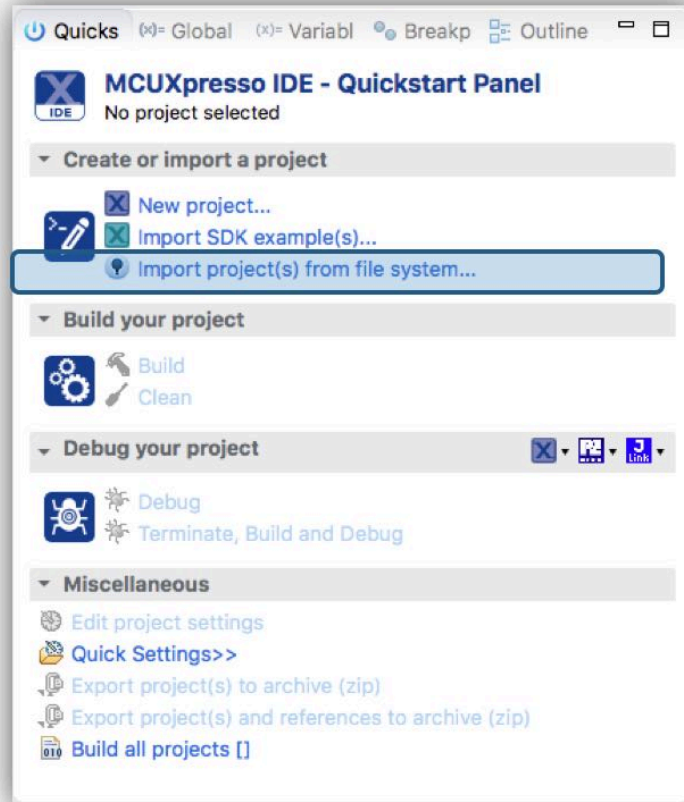 Quicks (x)= Global (x)= Variabl Breakp Outline
MCUXpresso IDE - Quickstart Panel
IDE
No project selected
Create or import a project
New project...
Import SDK example(s)...
Import project(s) from file system...
Build your project
Build
Clean
Debug your project
Link
Debug
Terminate, Build and Debug
Miscellaneous
Edit project settings
Quick Settings>>
Export project(s) to archive (zip)
Export project(s) and references to archive (zip)
010 Build all projects []